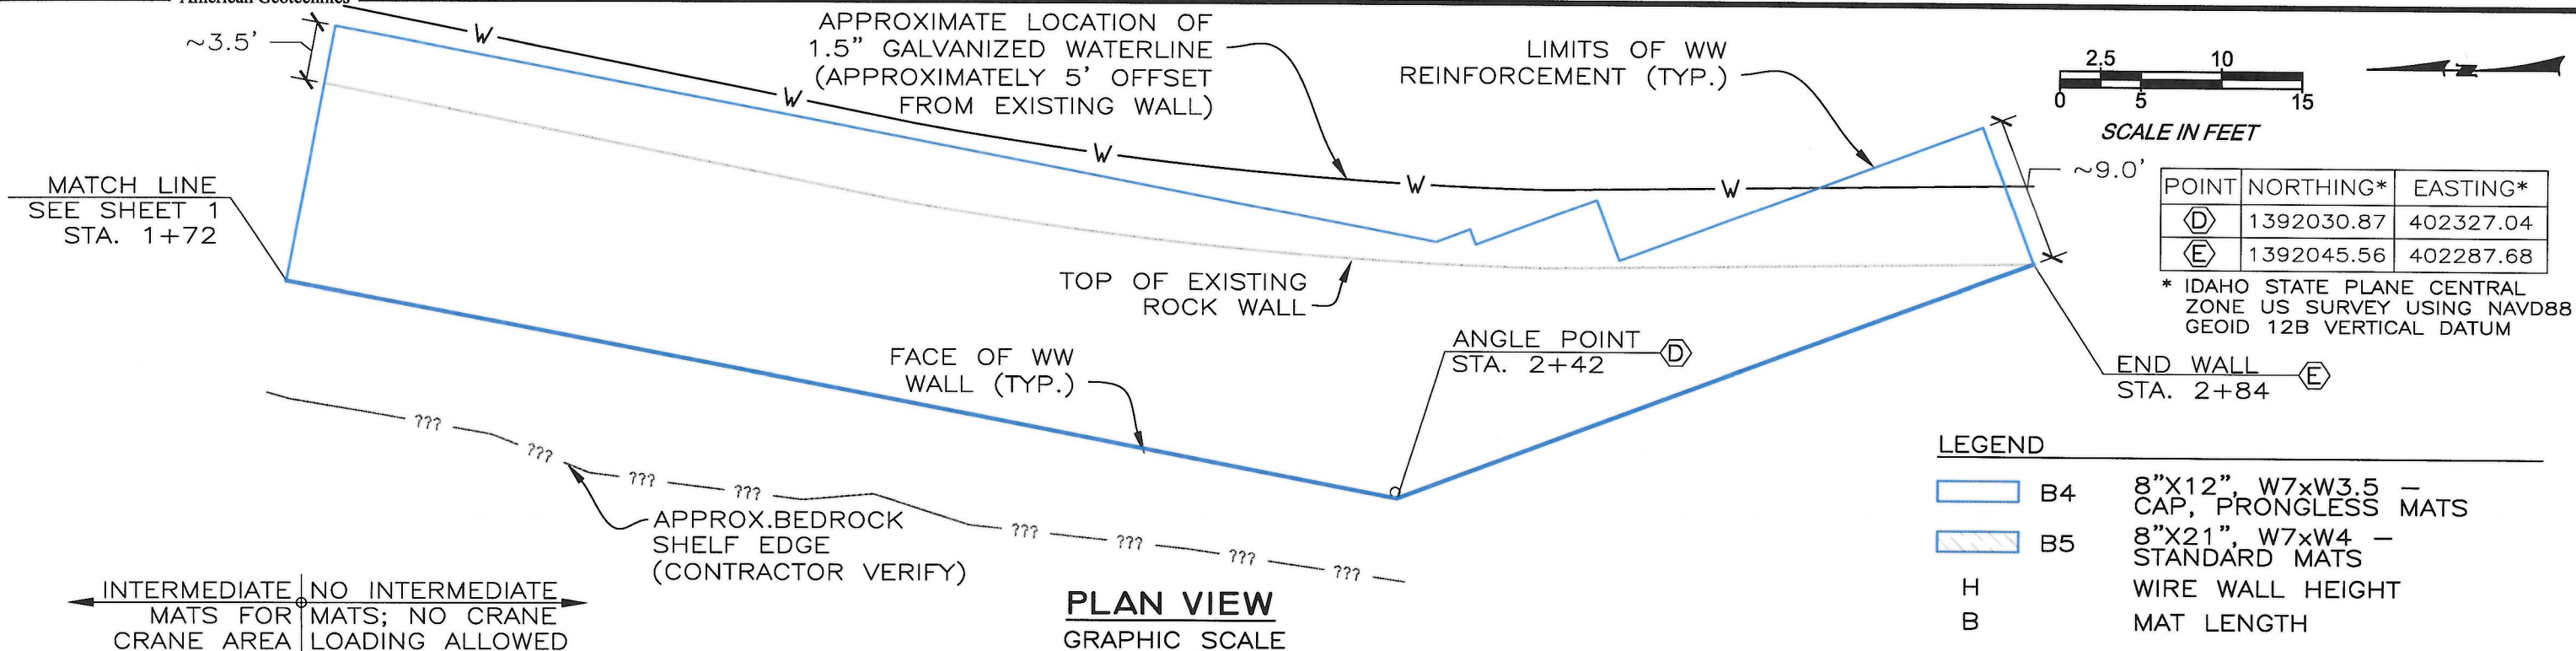 American Geotechnics
~3.5'
W
APPROXIMATE LOCATION OF
1.5" GALVANIZED WATERLINE
(APPROXIMATELY 5' OFFSET
FROM EXISTING WALL)
LIMITS OF WW
REINFORCEMENT (TYP.)
2.5 10
0 5 15
SCALE IN FEET
N
W
W
W
W
~9.0'
POINT NORTHING* EASTING*
D 1392030.87 402327.04
E 1392045.56 402287.68
* IDAHO STATE PLANE CENTRAL
ZONE US SURVEY USING NAVD88
GEOID 12B VERTICAL DATUM
MATCH LINE
SEE SHEET 1
STA. 1+72
TOP OF EXISTING
ROCK WALL
FACE OF WW
WALL (TYP.)
ANGLE POINT D
STA. 2+42
END WALL E
STA. 2+84
???
???
???
???
???
???
???
???
APPROX.BEDROCK
SHELF EDGE
(CONTRACTOR VERIFY)
LEGEND
B4 8"X12", W7xW3.5 –
CAP, PRONGLESS MATS
B5 8"X21", W7xW4 –
STANDARD MATS
H WIRE WALL HEIGHT
B MAT LENGTH
INTERMEDIATE
MATS FOR
CRANE AREA
NO INTERMEDIATE
MATS; NO CRANE
LOADING ALLOWED
PLAN VIEW
GRAPHIC SCALE